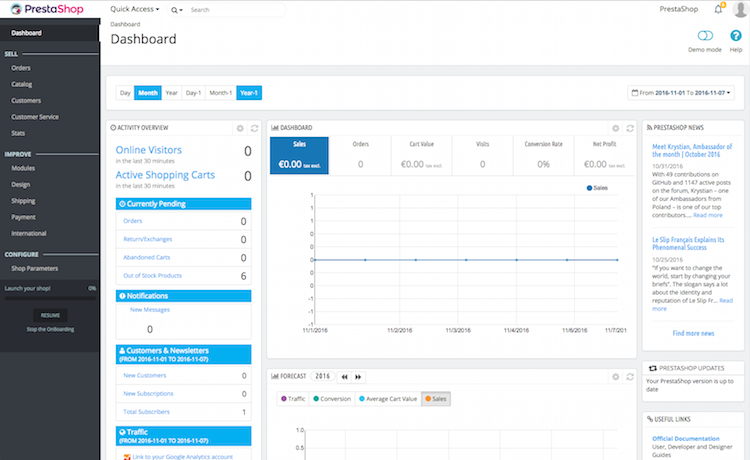 PrestaShop
Quick Access
Search
PrestaShop
Dashboard
Dashboard
Demo mode
Help
Dashboard
SELL
Orders
Catalog
Customers
Customer Service
Stats
IMPROVE
Modules
Design
Shipping
Payment
International
CONFIGURE
Shop Parameters
Launch your shop! 0%
RESUME
Stop the OnBoarding
Day Month Year Day-1 Month-1 Year-1
From 2016-11-01 To 2016-11-07
ACTIVITY OVERVIEW
Online Visitors 0
in the last 30 minutes
Active Shopping Carts 0
in the last 30 minutes
Currently Pending
Orders 0
Return/Exchanges 0
Abandoned Carts 0
Out of Stock Products 6
Notifications
New Messages
0
Customers & Newsletters
(FROM 2016-11-01 TO 2016-11-07)
New Customers 0
New Subscriptions 0
Total Subscribers 1
Traffic
(FROM 2016-11-01 TO 2016-11-07)
Link to your Google Analytics account
DASHBOARD
Sales Orders Cart Value Visits Conversion Rate Net Profit
€0.00 tax excl. 0 €0.00 tax excl. 0 0% €0.00 tax excl.
Sales
1
1
1
0
0
0
0
0
-1
-1
-1
11/1/2016 11/2/2016 11/3/2016 11/4/2016 11/5/2016 11/6/2016 11/7/201
FORECAST 2016
Traffic Conversion Average Cart Value Sales
1.0
0.5
PRESTASHOP NEWS
Meet Krystian, Ambassador of
the month | October 2016
10/31/2016
With 49 contributions on
GitHub and 1147 active posts
on the forum, Krystian – one
of our Ambassadors from
Poland – is one of our top
contributors.... Read more
Le Slip Français Explains Its
Phenomenal Success
10/25/2016
"If you want to change the
world, start by changing your
briefs". The slogan says a lot
about the identity and
reputation of Le Slip Fr... Read
more
Find more news
PRESTASHOP UPDATES
Your PrestaShop version is up
to date
USEFUL LINKS
Official Documentation
User, Developer and Designer
Guides